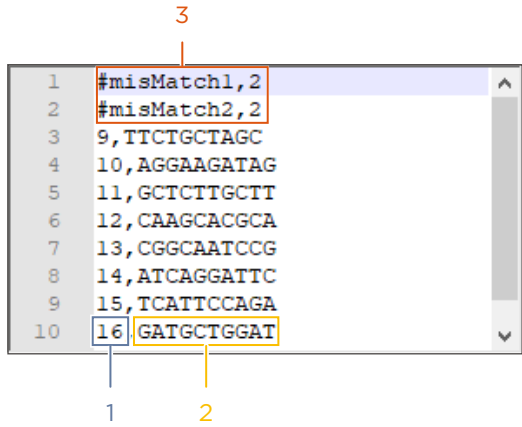 3
1 #misMatch1,2
2 #misMatch2,2
3 9,TTCTGCTAGC
4 10,AGGAAGATAG
5 11,GCTCTTGCTT
6 12,CAAGCACGCA
7 13,CGGCAATCCG
8 14,ATCAGGATTC
9 15,TCATTCCAGA
10 16,GATGCTGGAT
1 2